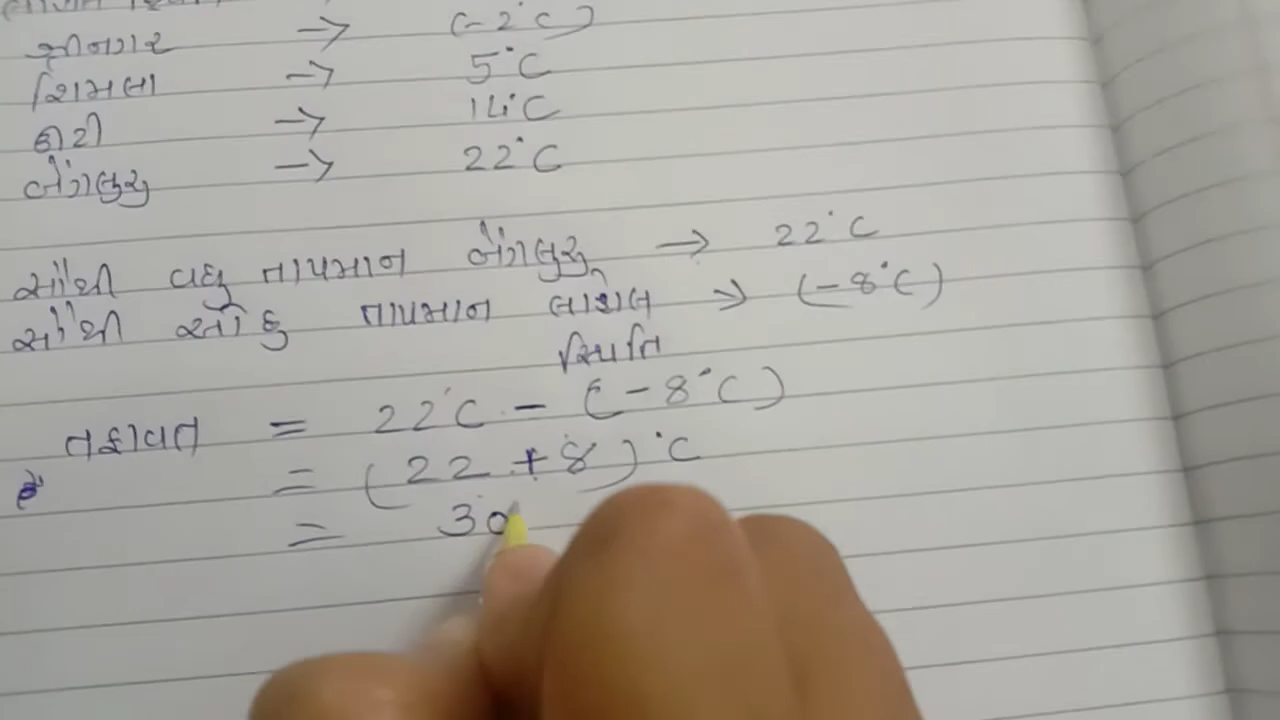 શ્રીનગર → (-2°C)
શિમલા → 5°C
ઊટી → 14°C
બેંગલુરુ → 22°C
સૌથી વધુ તાપમાન બેંગલુરુ → 22°C
સૌથી ઓછુ તાપમાન લાહુલ → (-8°C)
સ્પિતિ
તફાવત = 22°C - (-8°C)
= (22 + 8)°C
= 30